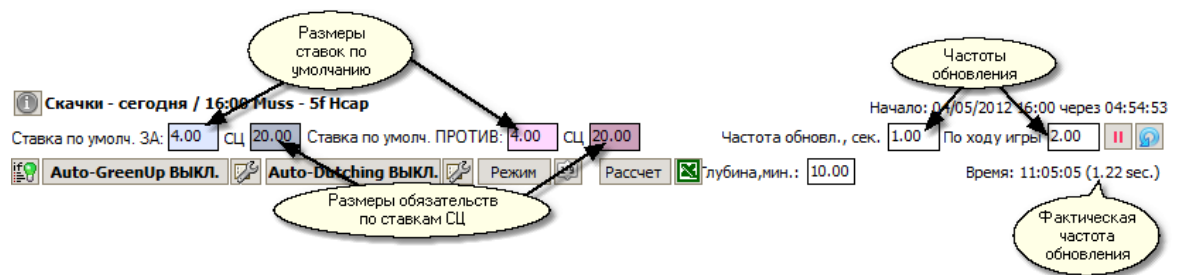 Размеры
ставок по
умолчанию
Частоты
обновления
Скачки - сегодня / 16:00 Muss - 5f Hcap
Начало: 04/05/2012 16:00 через 04:54:53
Ставка по умолч. ЗА: 4.00 СЦ 20.00 Ставка по умолч. ПРОТИВ: 4.00 СЦ 20.00 Частота обновл., сек. 1.00 По ходу игры 2.00
if Auto-GreenUp ВЫКЛ. Auto-Dutching ВЫКЛ. Режим Рассчет Глубина,мин.: 10.00 Время: 11:05:05 (1.22 sec.)
Размеры обязательств
по ставкам СЦ
Фактическая
частота
обновления